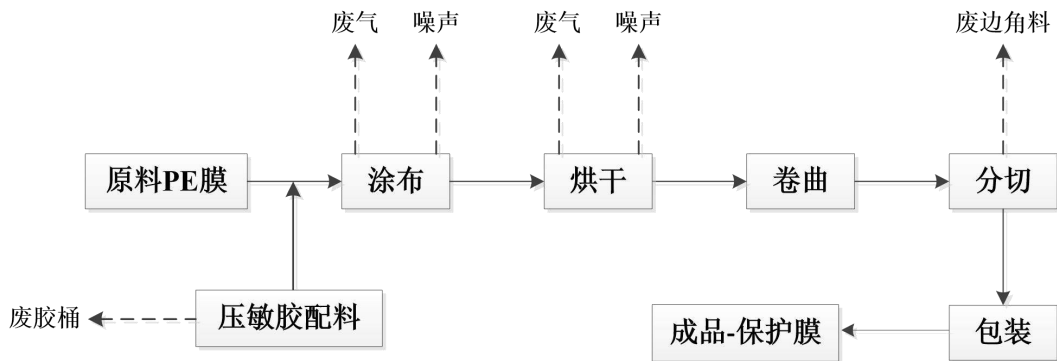 废气
噪声
废气
噪声
废边角料
原料PE膜
涂布
烘干
卷曲
分切
废胶桶
压敏胶配料
成品-保护膜
包装